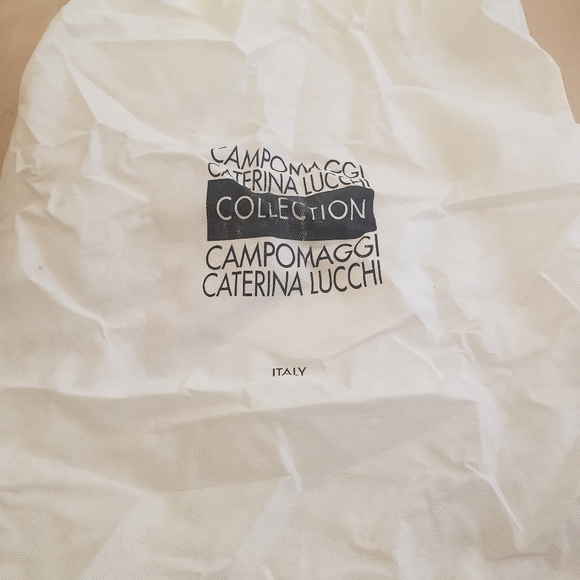 CAMPOMAGGI
CATERINA LUCCHI
COLLECTION
CAMPOMAGGI
CATERINA LUCCHI
ITALY